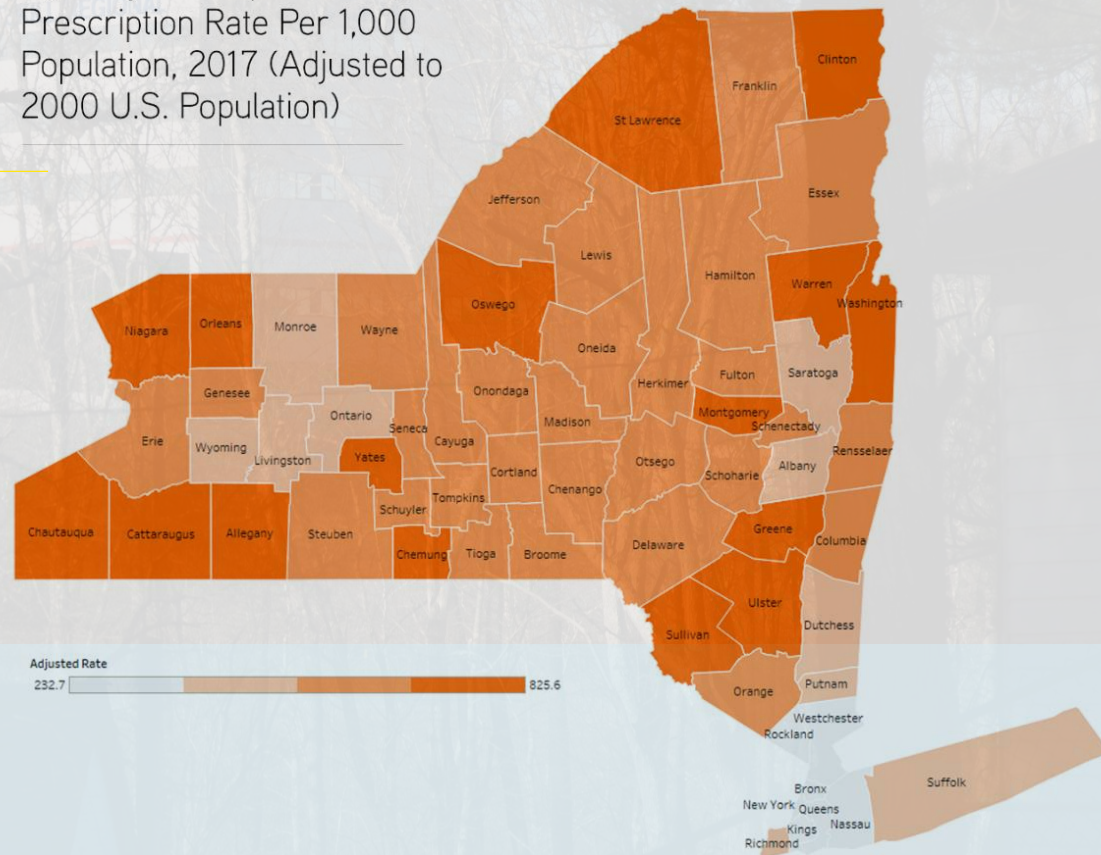 Prescription Rate Per 1,000
Population, 2017 (Adjusted to
2000 U.S. Population)
Clinton
Franklin
St Lawrence
Essex
Jefferson
Lewis
Hamilton
Warren
Washington
Oswego
Niagara
Orleans
Monroe
Wayne
Oneida
Herkimer
Fulton
Saratoga
Genesee
Onondaga
Montgomery
Ontario
Seneca
Madison
Schenectady
Erie
Wyoming
Livingston
Yates
Cayuga
Otsego
Schoharie
Albany
Rensselaer
Cortland
Chenango
Tompkins
Schuyler
Chautauqua
Cattaraugus
Allegany
Steuben
Chemung
Tioga
Broome
Delaware
Greene
Columbia
Ulster
Sullivan
Dutchess
Adjusted Rate
232.7 825.6
Orange
Putnam
Westchester
Rockland
Suffolk
Bronx
New York
Queens
Nassau
Kings
Richmond